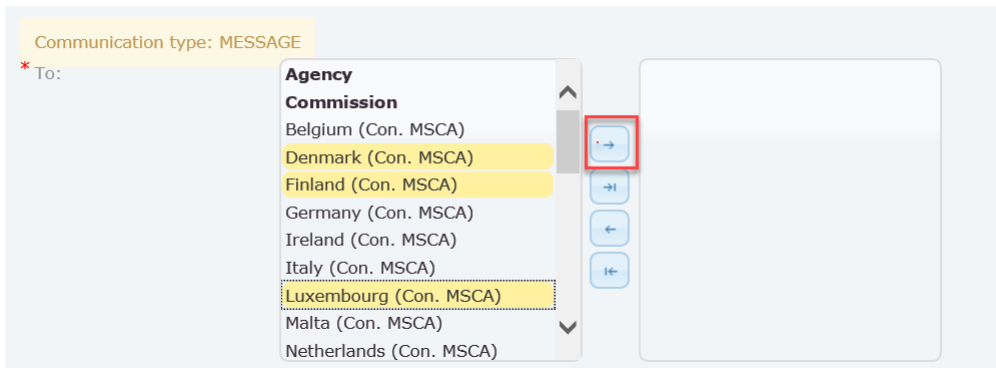 Communication type: MESSAGE
* To:
Agency
Commission
Belgium (Con. MSCA)
Denmark (Con. MSCA)
Finland (Con. MSCA)
Germany (Con. MSCA)
Ireland (Con. MSCA)
Italy (Con. MSCA)
Luxembourg (Con. MSCA)
Malta (Con. MSCA)
Netherlands (Con. MSCA)